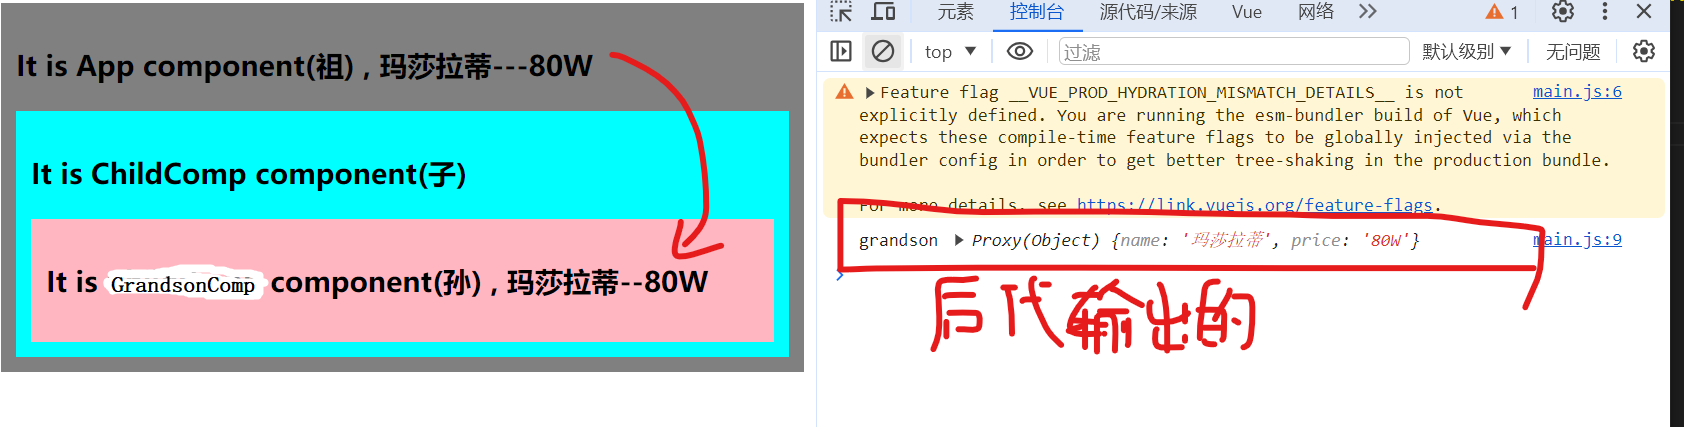 It is App component(祖) , 玛莎拉蒂---80W
It is ChildComp component(子)
It is GrandsonComp component(孙) , 玛莎拉蒂--80W
元素 控制台 源代码/来源 Vue 网络 1
top 过滤 默认级别 无问题
Feature flag __VUE_PROD_HYDRATION_MISMATCH_DETAILS__ is not main.js:6
explicitly defined. You are running the esm-bundler build of Vue, which
expects these compile-time feature flags to be globally injected via the
bundler config in order to get better tree-shaking in the production bundle.
For more details, see https://link.vuejs.org/feature-flags.
grandson Proxy(Object) {name: '玛莎拉蒂', price: '80W'} main.js:9
后代输出的